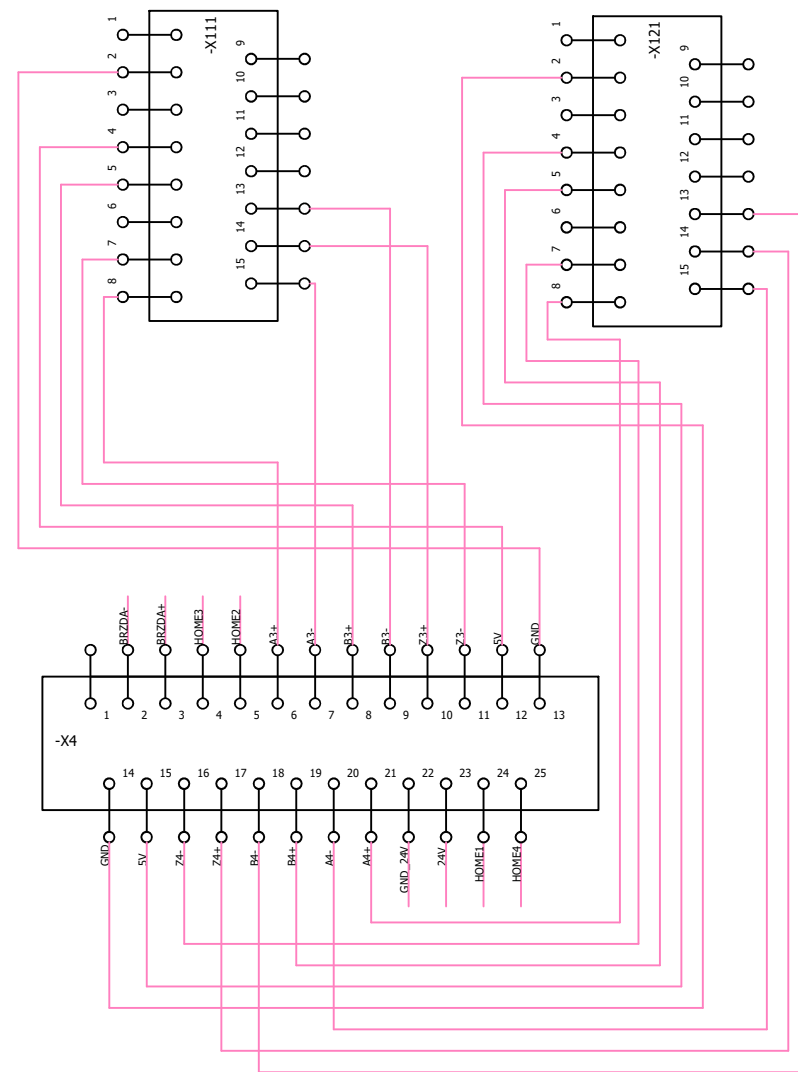 -X111
1
2
3
4
5
6
7
8
9
10
11
12
13
14
15
-X121
1
2
3
4
5
6
7
8
9
10
11
12
13
14
15
BRZDA-
BRZDA+
HOME3
HOME2
A3+
A3-
B3+
B3-
Z3+
Z3-
5V
GND
1
2
3
4
5
6
7
8
9
10
11
12
13
-X4
14
15
16
17
18
19
20
21
22
23
24
25
GND
5V
Z4-
Z4+
B4-
B4+
A4-
A4+
GND_24V
24V
HOME1
HOME4